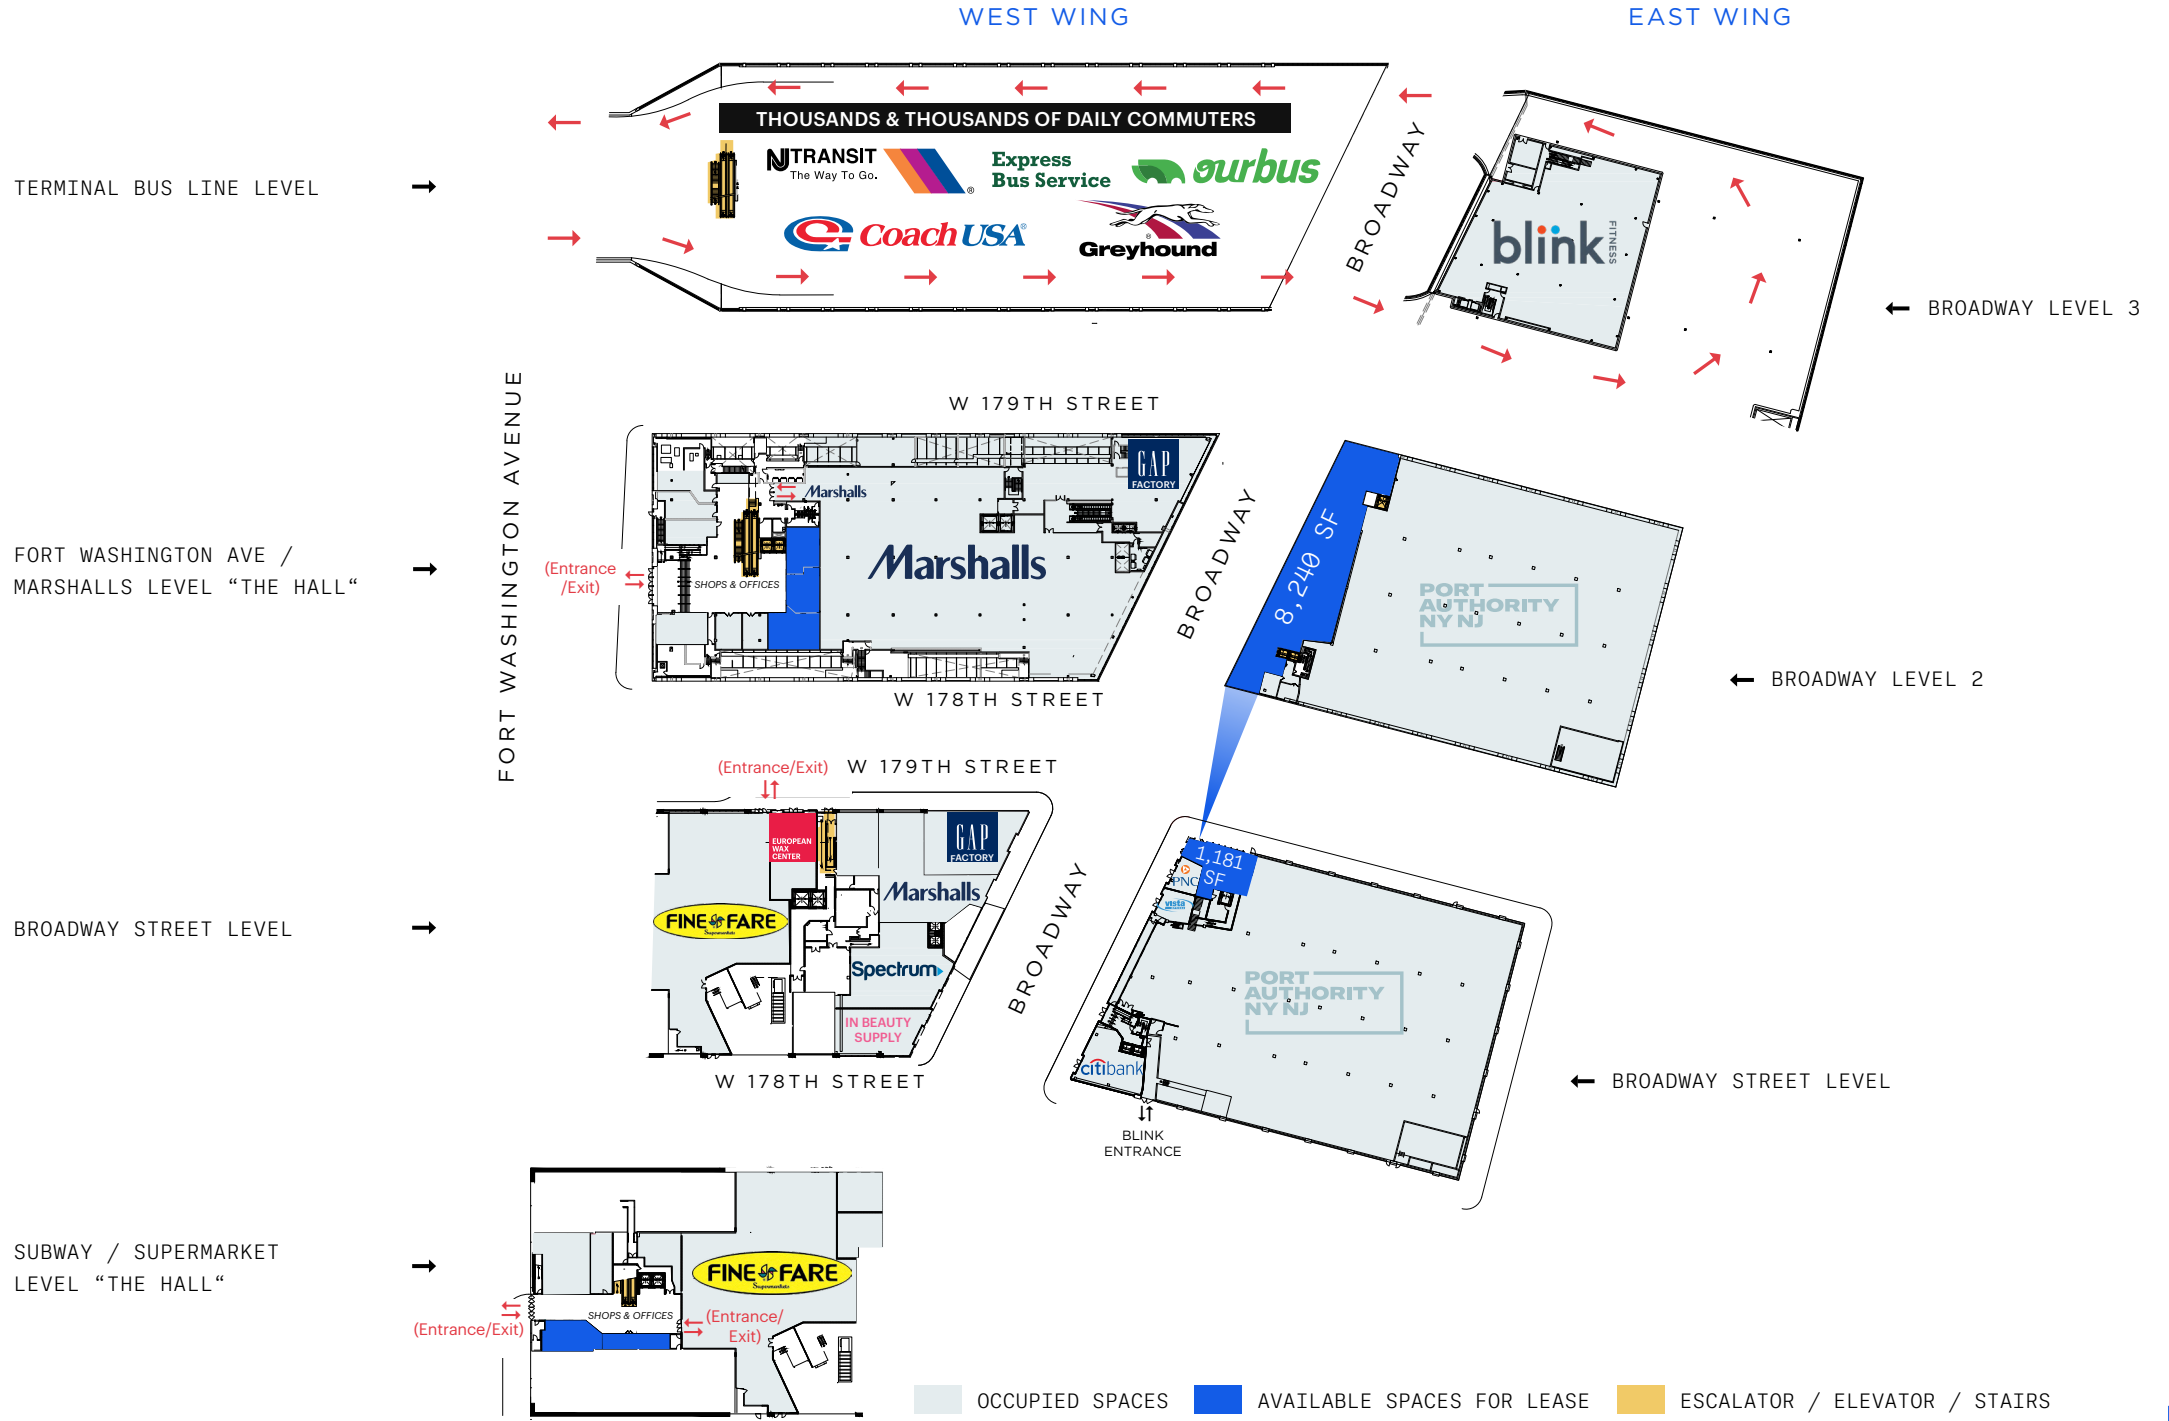 WEST WING
EAST WING
THOUSANDS & THOUSANDS OF DAILY COMMUTERS
NJ TRANSIT
The Way To Go.
®
Express
Bus Service
ourbus
Coach USA®
Greyhound®
TERMINAL BUS LINE LEVEL
BROADWAY
blink
FITNESS
BROADWAY LEVEL 3
FORT WASHINGTON AVENUE
W 179TH STREET
GAP
FACTORY
Marshalls
Marshalls
SHOPS & OFFICES
(Entrance
/Exit)
FORT WASHINGTON AVE /
MARSHALLS LEVEL “THE HALL“
BROADWAY
8,240 SF
PORT
AUTHORITY
NY NJ
BROADWAY LEVEL 2
W 178TH STREET
(Entrance/Exit)
W 179TH STREET
EUROPEAN
WAX
CENTER
GAP
FACTORY
Marshalls
FINE FARE
Supermarkets
Spectrum
IN BEAUTY
SUPPLY
BROADWAY STREET LEVEL
BROADWAY
1,181
SF
PNC
vista
PORT
AUTHORITY
NY NJ
citibank
W 178TH STREET
BROADWAY STREET LEVEL
BLINK
ENTRANCE
SUBWAY / SUPERMARKET
LEVEL “THE HALL“
FINE FARE
Supermarkets
SHOPS & OFFICES
(Entrance/Exit)
(Entrance/
Exit)
OCCUPIED SPACES
AVAILABLE SPACES FOR LEASE
ESCALATOR / ELEVATOR / STAIRS